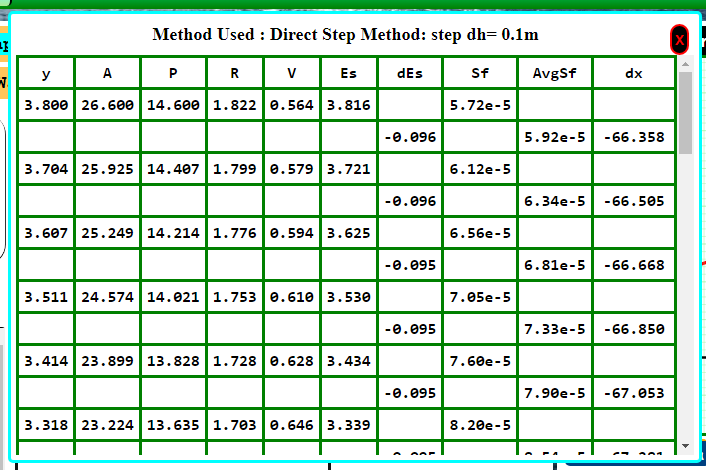 Method Used : Direct Step Method: step dh= 0.1m
X
y A P R V Es dEs Sf AvgSf dx
3.800 26.600 14.600 1.822 0.564 3.816 5.72e-5
-0.096 5.92e-5 -66.358
3.704 25.925 14.407 1.799 0.579 3.721 6.12e-5
-0.096 6.34e-5 -66.505
3.607 25.249 14.214 1.776 0.594 3.625 6.56e-5
-0.095 6.81e-5 -66.668
3.511 24.574 14.021 1.753 0.610 3.530 7.05e-5
-0.095 7.33e-5 -66.850
3.414 23.899 13.828 1.728 0.628 3.434 7.60e-5
-0.095 7.90e-5 -67.053
3.318 23.224 13.635 1.703 0.646 3.339 8.20e-5